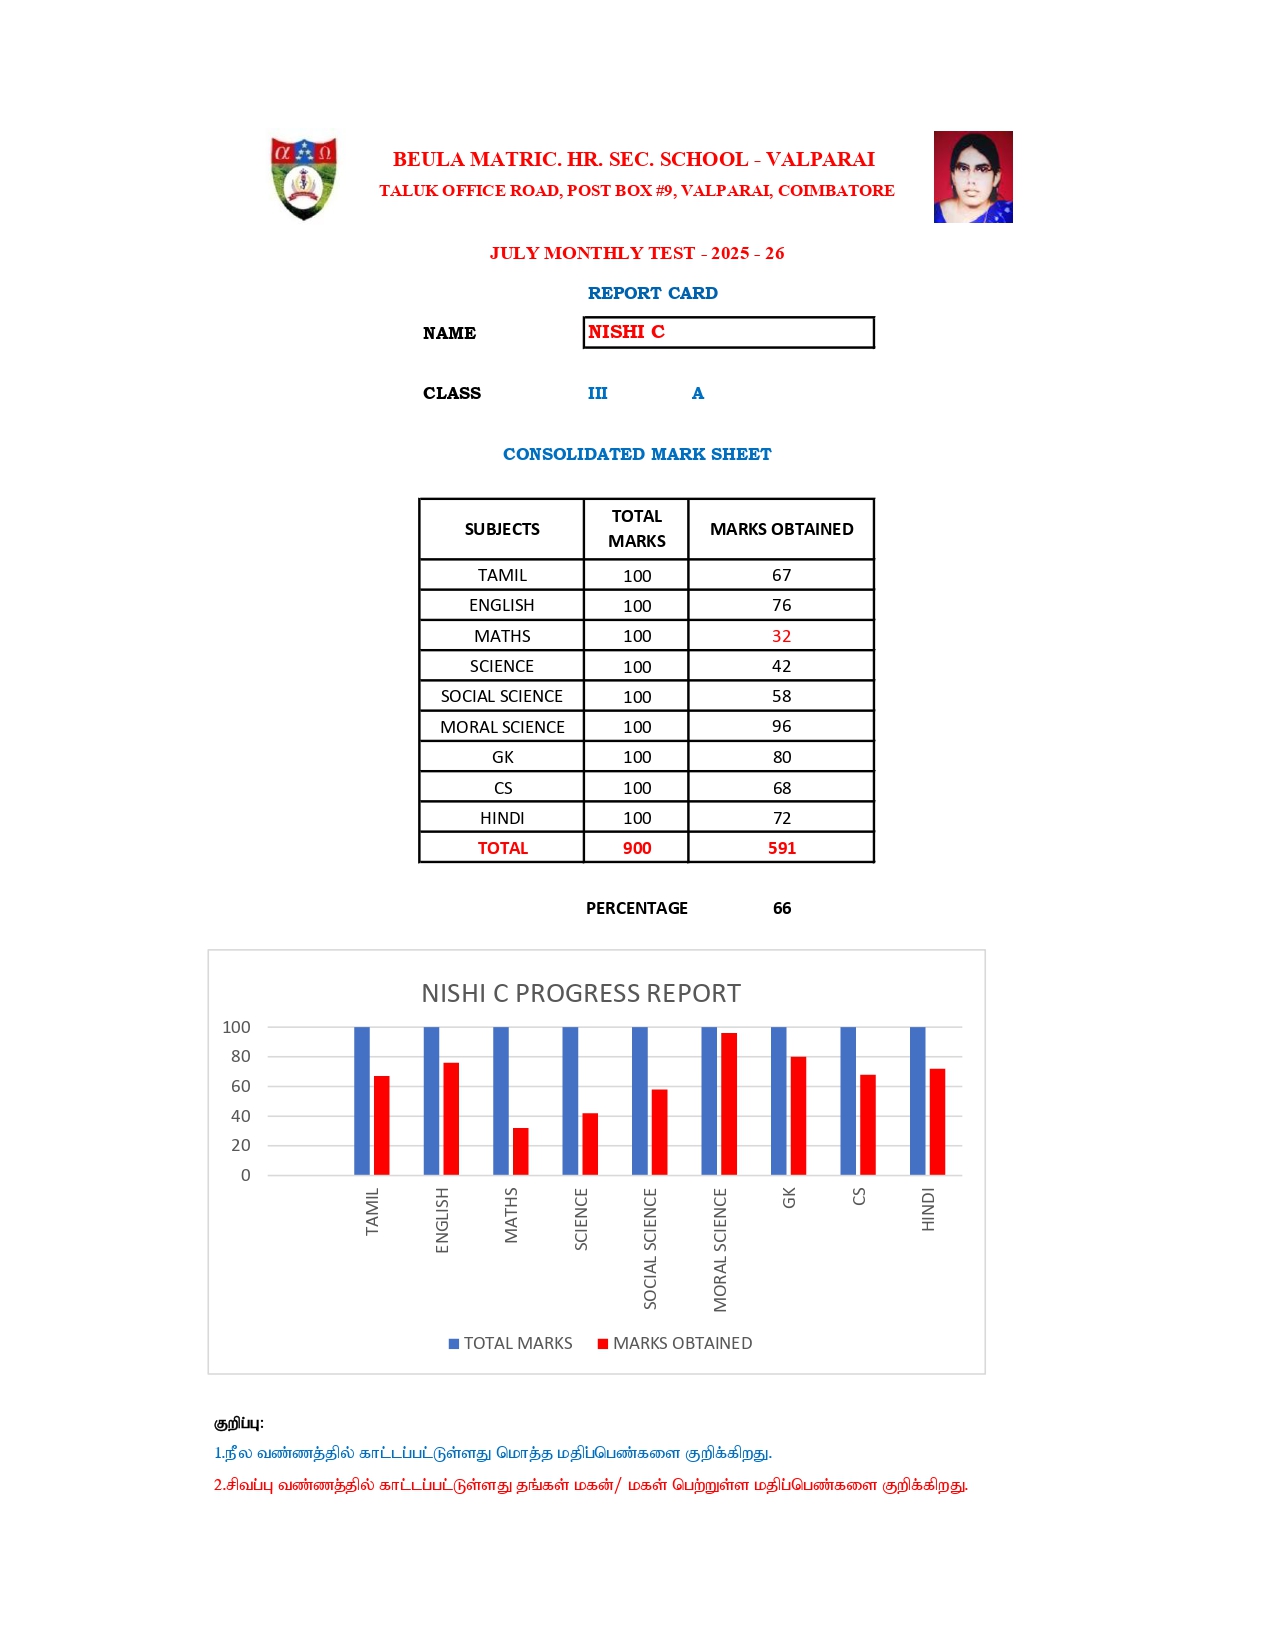 α Ω
BEULA MATRIC. HR. SEC. SCHOOL - VALPARAI
TALUK OFFICE ROAD, POST BOX #9, VALPARAI, COIMBATORE
JULY MONTHLY TEST - 2025 - 26
REPORT CARD
NAME NISHI C
CLASS III A
CONSOLIDATED MARK SHEET
SUBJECTS TOTAL MARKS MARKS OBTAINED
TAMIL 100 67
ENGLISH 100 76
MATHS 100 32
SCIENCE 100 42
SOCIAL SCIENCE 100 58
MORAL SCIENCE 100 96
GK 100 80
CS 100 68
HINDI 100 72
TOTAL 900 591
PERCENTAGE 66
NISHI C PROGRESS REPORT
100
80
60
40
20
0
TAMIL ENGLISH MATHS SCIENCE SOCIAL SCIENCE MORAL SCIENCE GK CS HINDI
TOTAL MARKS MARKS OBTAINED
குறிப்பு:
1.நீல வண்ணத்தில் காட்டப்பட்டுள்ளது மொத்த மதிப்பெண்களை குறிக்கிறது.
2.சிவப்பு வண்ணத்தில் காட்டப்பட்டுள்ளது தங்கள் மகன்/ மகள் பெற்றுள்ள மதிப்பெண்களை குறிக்கிறது.